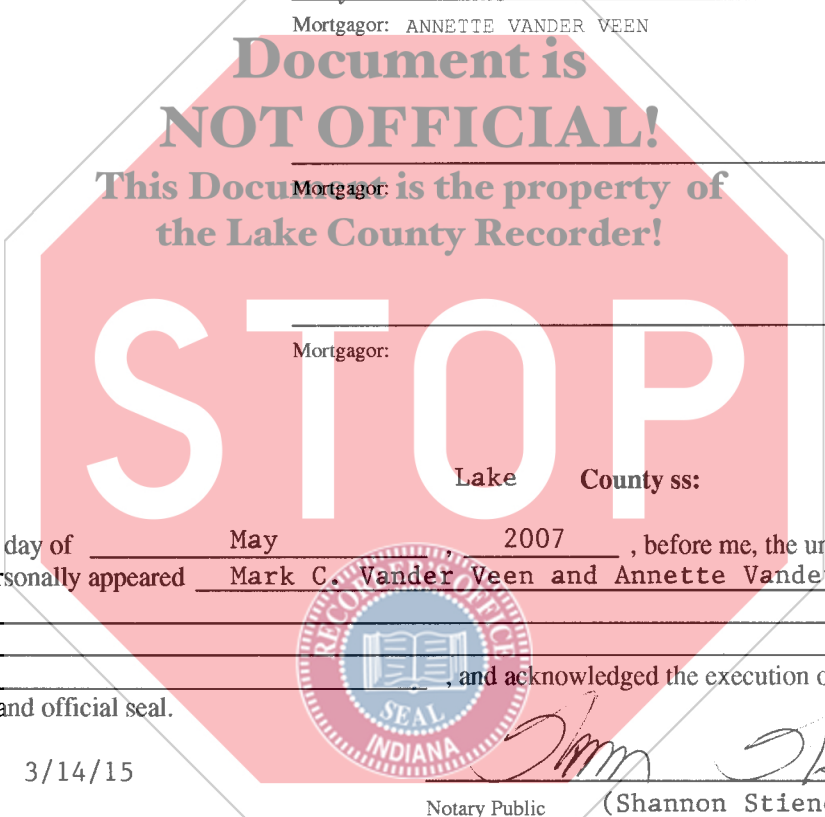 Mortgagor: ANNETTE VANDER VEEN
Document is
NOT OFFICIAL!
This Document is the property of
Mortgagor:
the Lake County Recorder!
STOP
Mortgagor:
Lake County ss:
day of May , 2007 , before me, the un
rsonally appeared Mark C. Vander Veen and Annette Vande
RECORDER'S OFFICE
, and acknowledged the execution o
and official seal.
SEAL
INDIANA
3/14/15
Notary Public (Shannon Stien